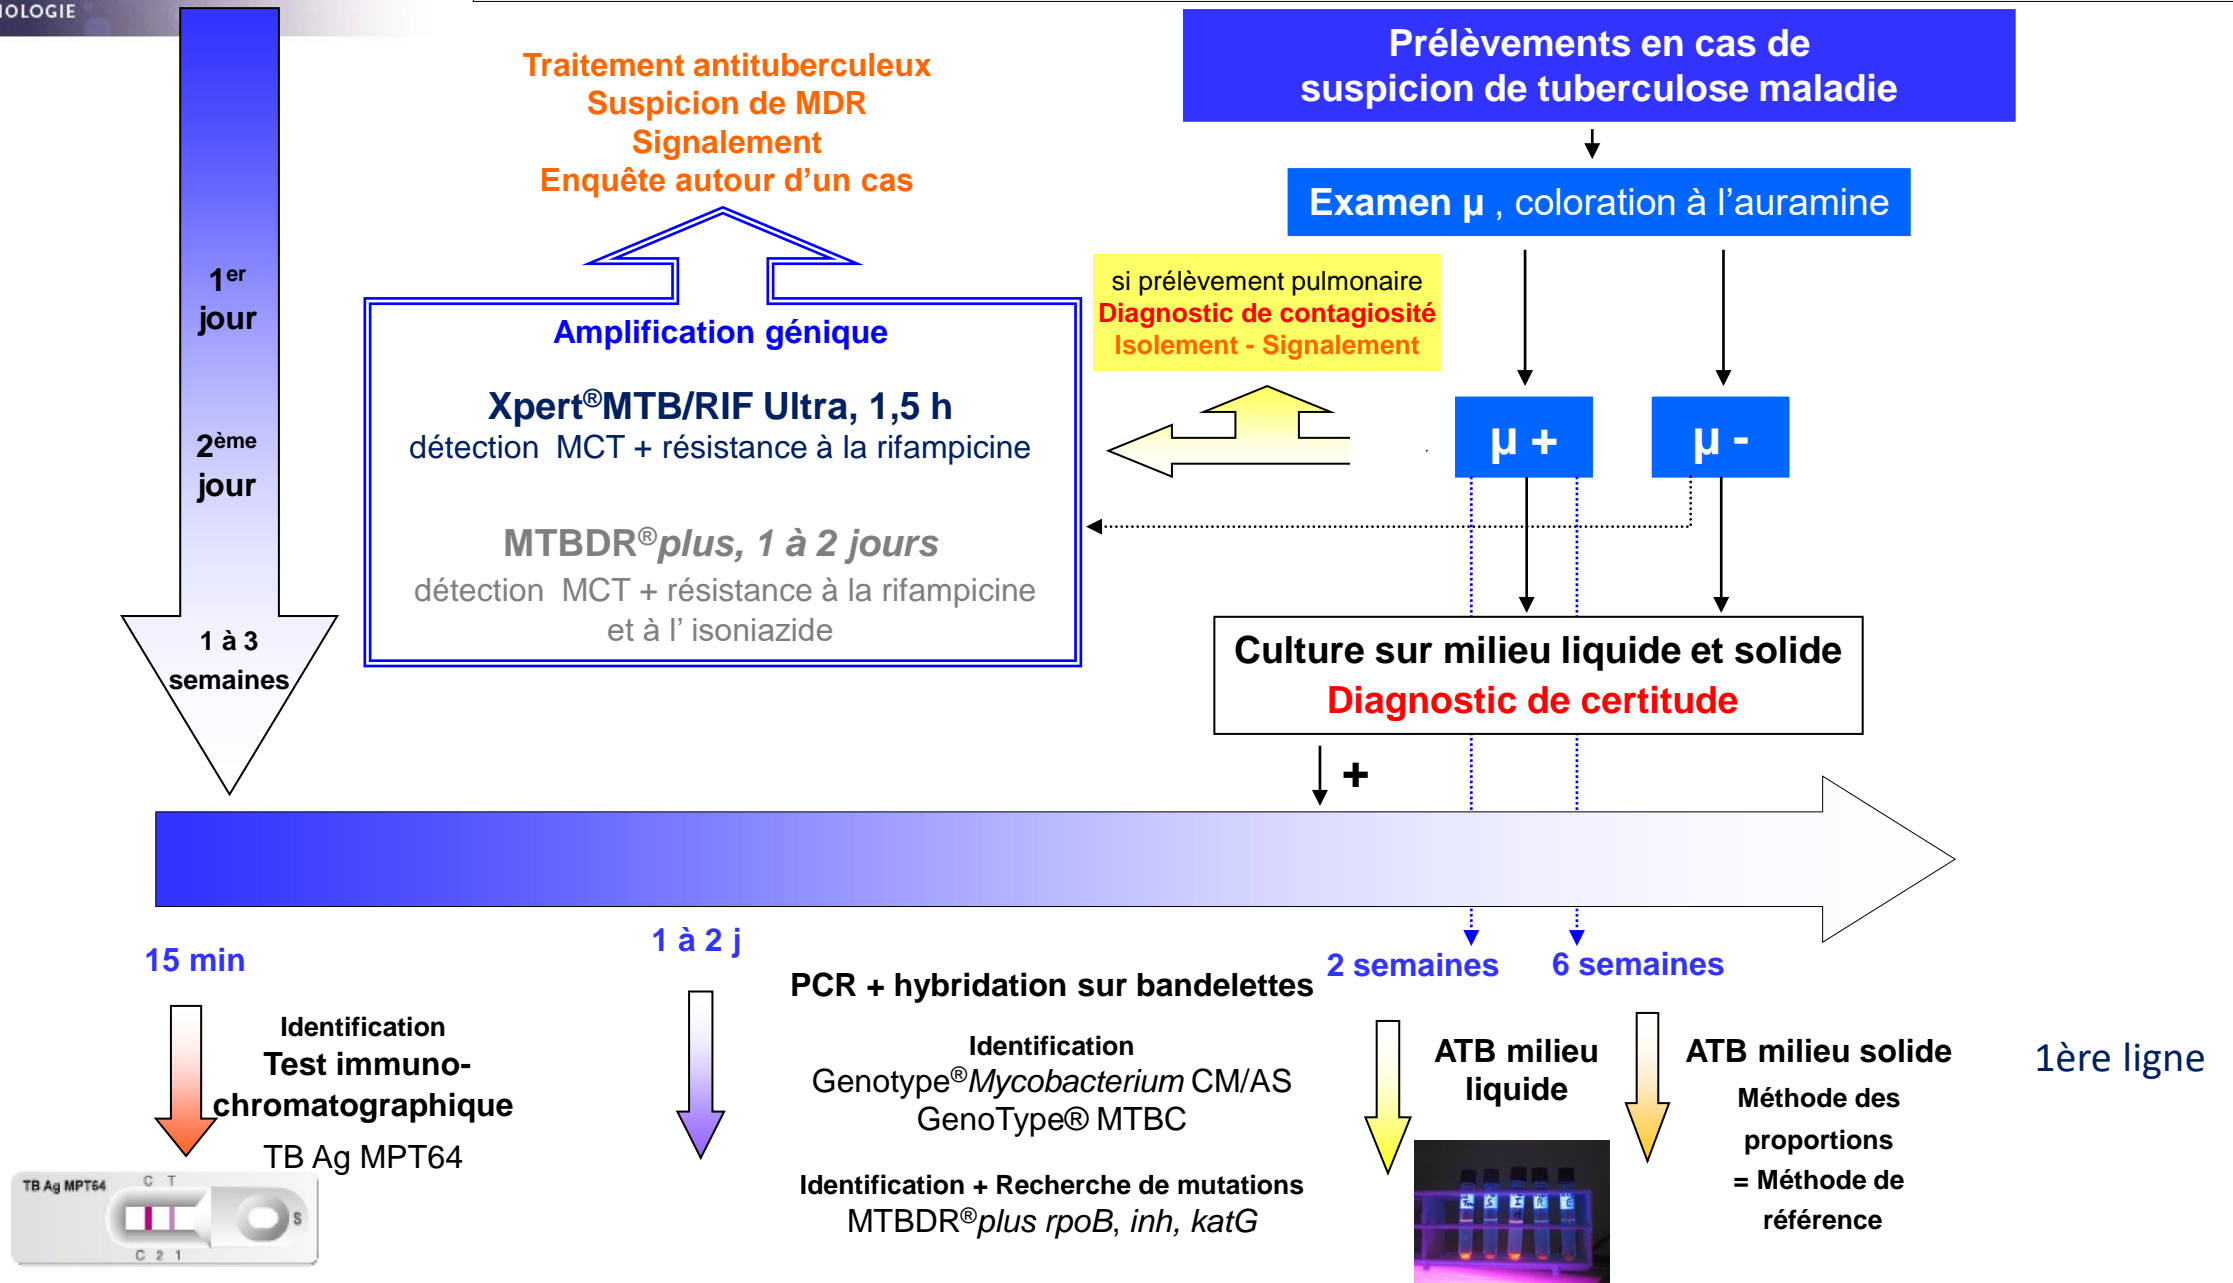 Prélèvements en cas de
suspicion de tuberculose maladie
Examen µ , coloration à l'auramine
Traitement antituberculeux
Suspicion de MDR
Signalement
Enquête autour d'un cas
1er
jour
2ème
jour
1 à 3
semaines
Amplification génique
Xpert®MTB/RIF Ultra, 1,5 h
détection MCT + résistance à la rifampicine
MTBDR®plus, 1 à 2 jours
détection MCT + résistance à la rifampicine
et à l' isoniazide
si prélèvement pulmonaire
Diagnostic de contagiosité
Isolement - Signalement
µ +
µ -
Culture sur milieu liquide et solide
Diagnostic de certitude
+
15 min
Identification
Test immuno-
chromatographique
TB Ag MPT64
TB Ag MPT64
C T
S
C 2 1
1 à 2 j
PCR + hybridation sur bandelettes
Identification
Genotype®Mycobacterium CM/AS
GenoType® MTBC
Identification + Recherche de mutations
MTBDR®plus rpoB, inh, katG
2 semaines
ATB milieu
liquide
6 semaines
ATB milieu solide
Méthode des
proportions
= Méthode de
référence
1ère ligne